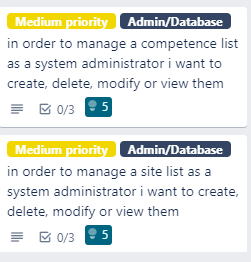 Medium priority Admin/Database
in order to manage a competence list
as a system administrator i want to
create, delete, modify or view them
0/3 5
Medium priority Admin/Database
in order to manage a site list as a
system administrator i want to create,
delete, modify or view them
0/3 5